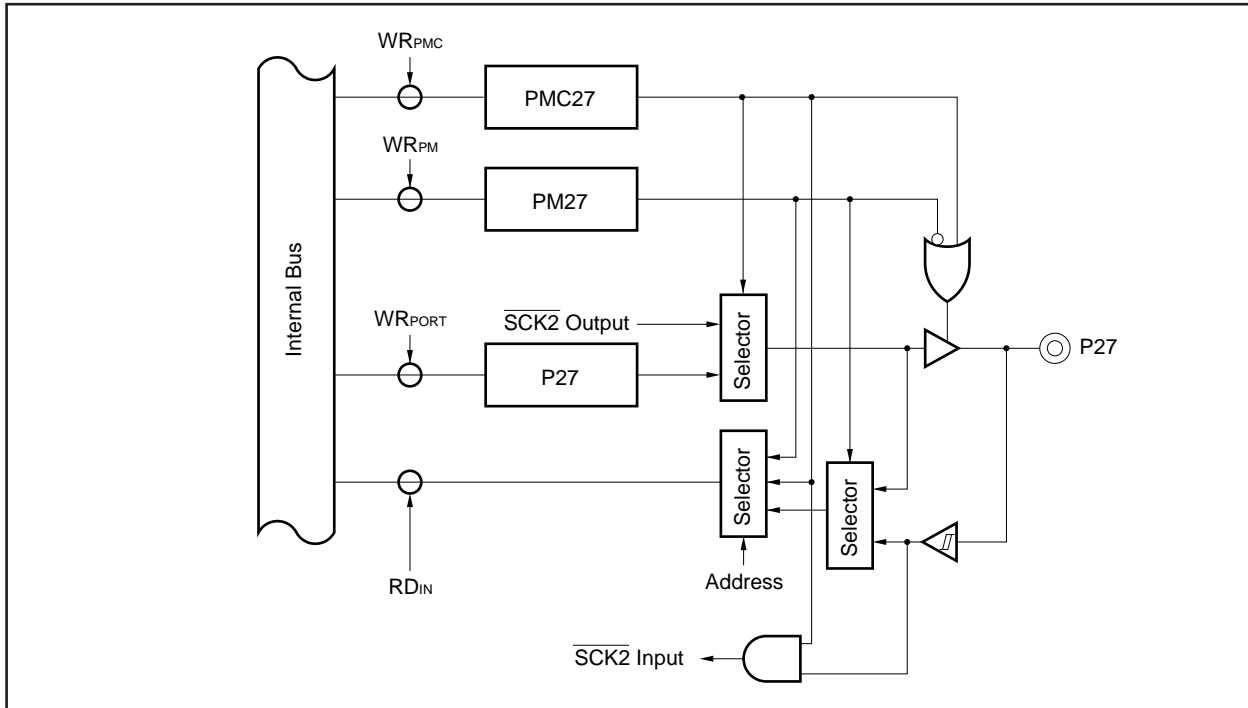 WRPMC
PMC27
WRPM
PM27
Internal Bus
WRPORT
SCK2 Output
P27
Selector
P27
Selector
Selector
RDIN
Address
SCK2 Input